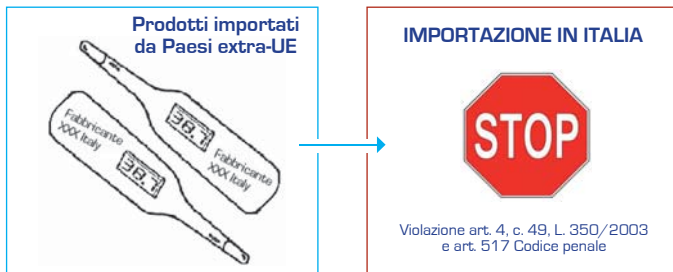 Prodotti importati
da Paesi extra-UE
38.7
Fabbricante
XXX Italy
Fabbricante
XXX Italy
38.7
IMPORTAZIONE IN ITALIA
STOP
Violazione art. 4, c. 49, L. 350/2003
e art. 517 Codice penale